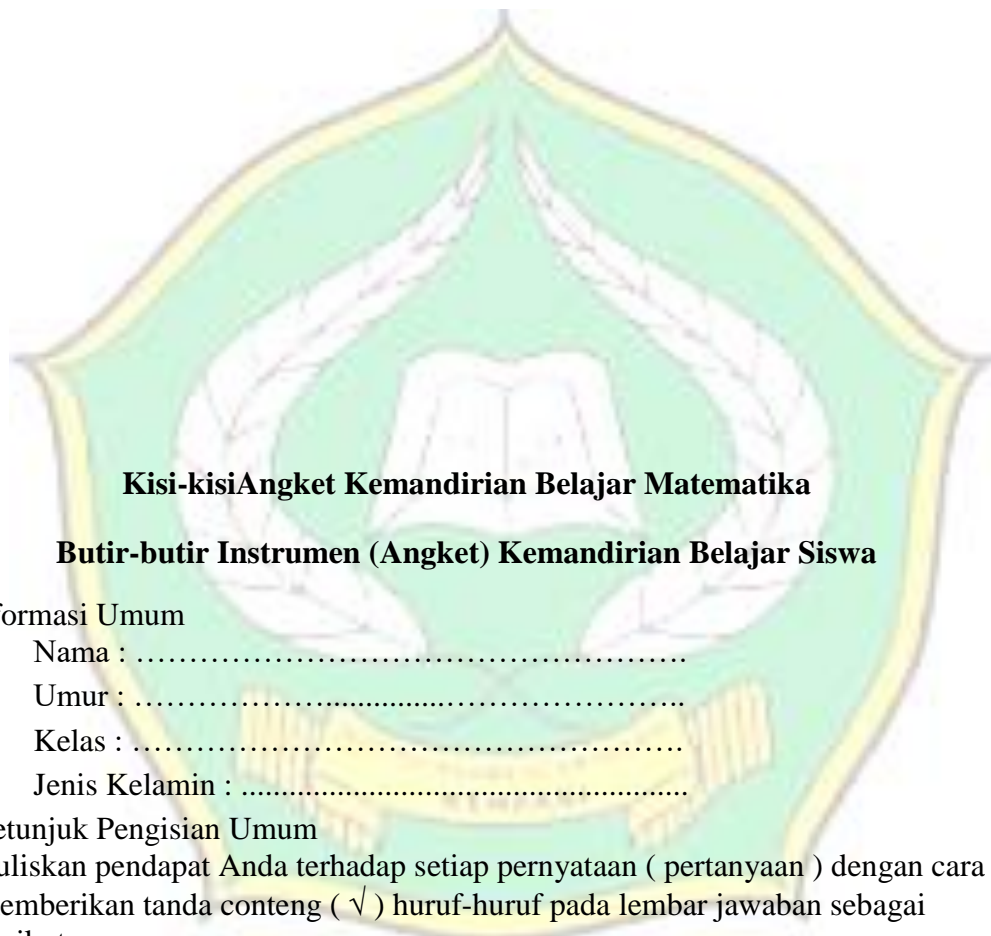 Kisi-kisiAngket Kemandirian Belajar Matematika
Butir-butir Instrumen (Angket) Kemandirian Belajar Siswa
formasi Umum
Nama : ……………………………………………….
Umur : ………………...............…………………..
Kelas : ……………………………………………….
Jenis Kelamin : .......................................................
etunjuk Pengisian Umum
uliskan pendapat Anda terhadap setiap pernyataan ( pertanyaan ) dengan cara
emberikan tanda conteng ( √ ) huruf-huruf pada lembar jawaban sebagai